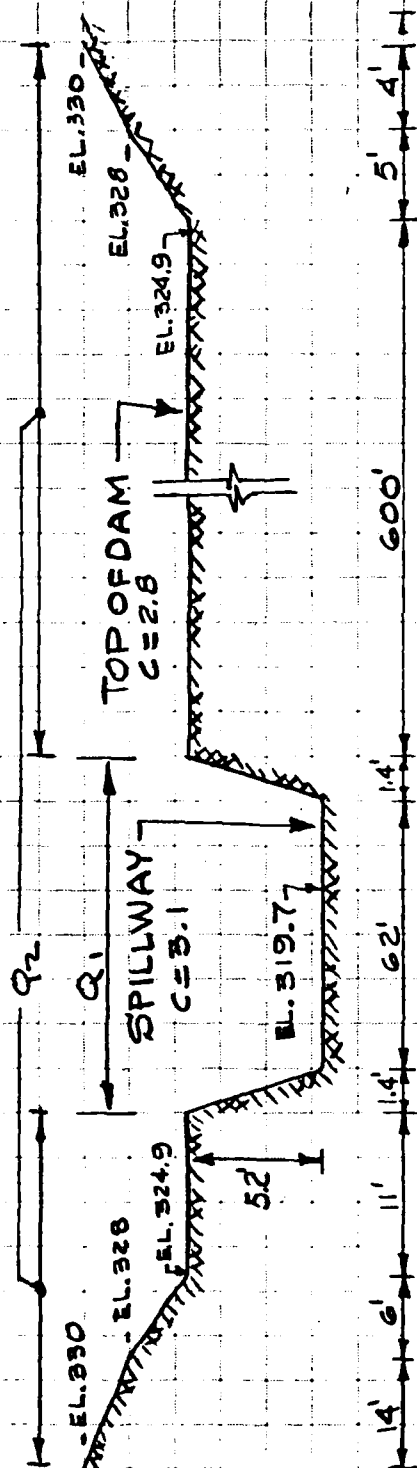 Q2
Q1
EL.330
EL.328
EL.324.9
5.2'
SPILLWAY
C=3.1
EL.319.7
TOP OF DAM
C=2.8
EL.324.9
EL.328
EL.330
14' 6' 11' 1.4' 62' 1.4' 600' 5' 4'